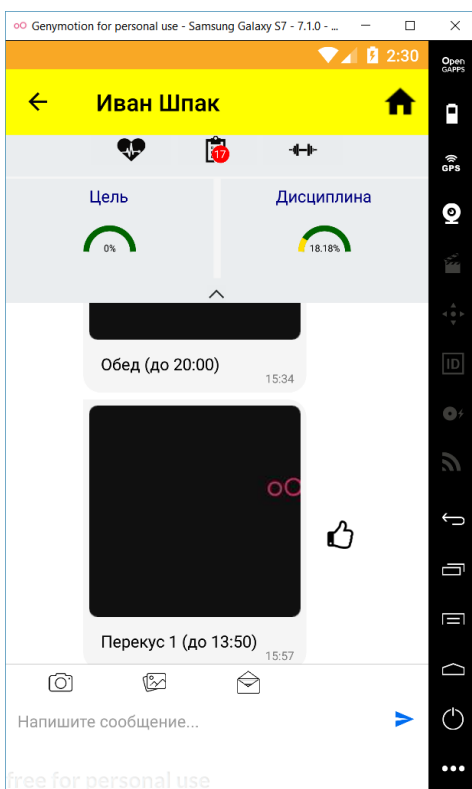 Genymotion for personal use - Samsung Galaxy S7 - 7.1.0 - ...
2:30
Open
GAPPS
Иван Шпак
17
GPS
Цель
Дисциплина
0%
18.18%
Обед (до 20:00)
15:34
ID
Перекус 1 (до 13:50)
15:57
Напишите сообщение...
free for personal use